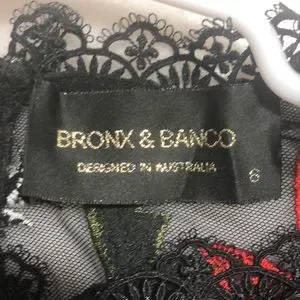 BRONX & BANCO
DESIGNED IN AUSTRALIA
6